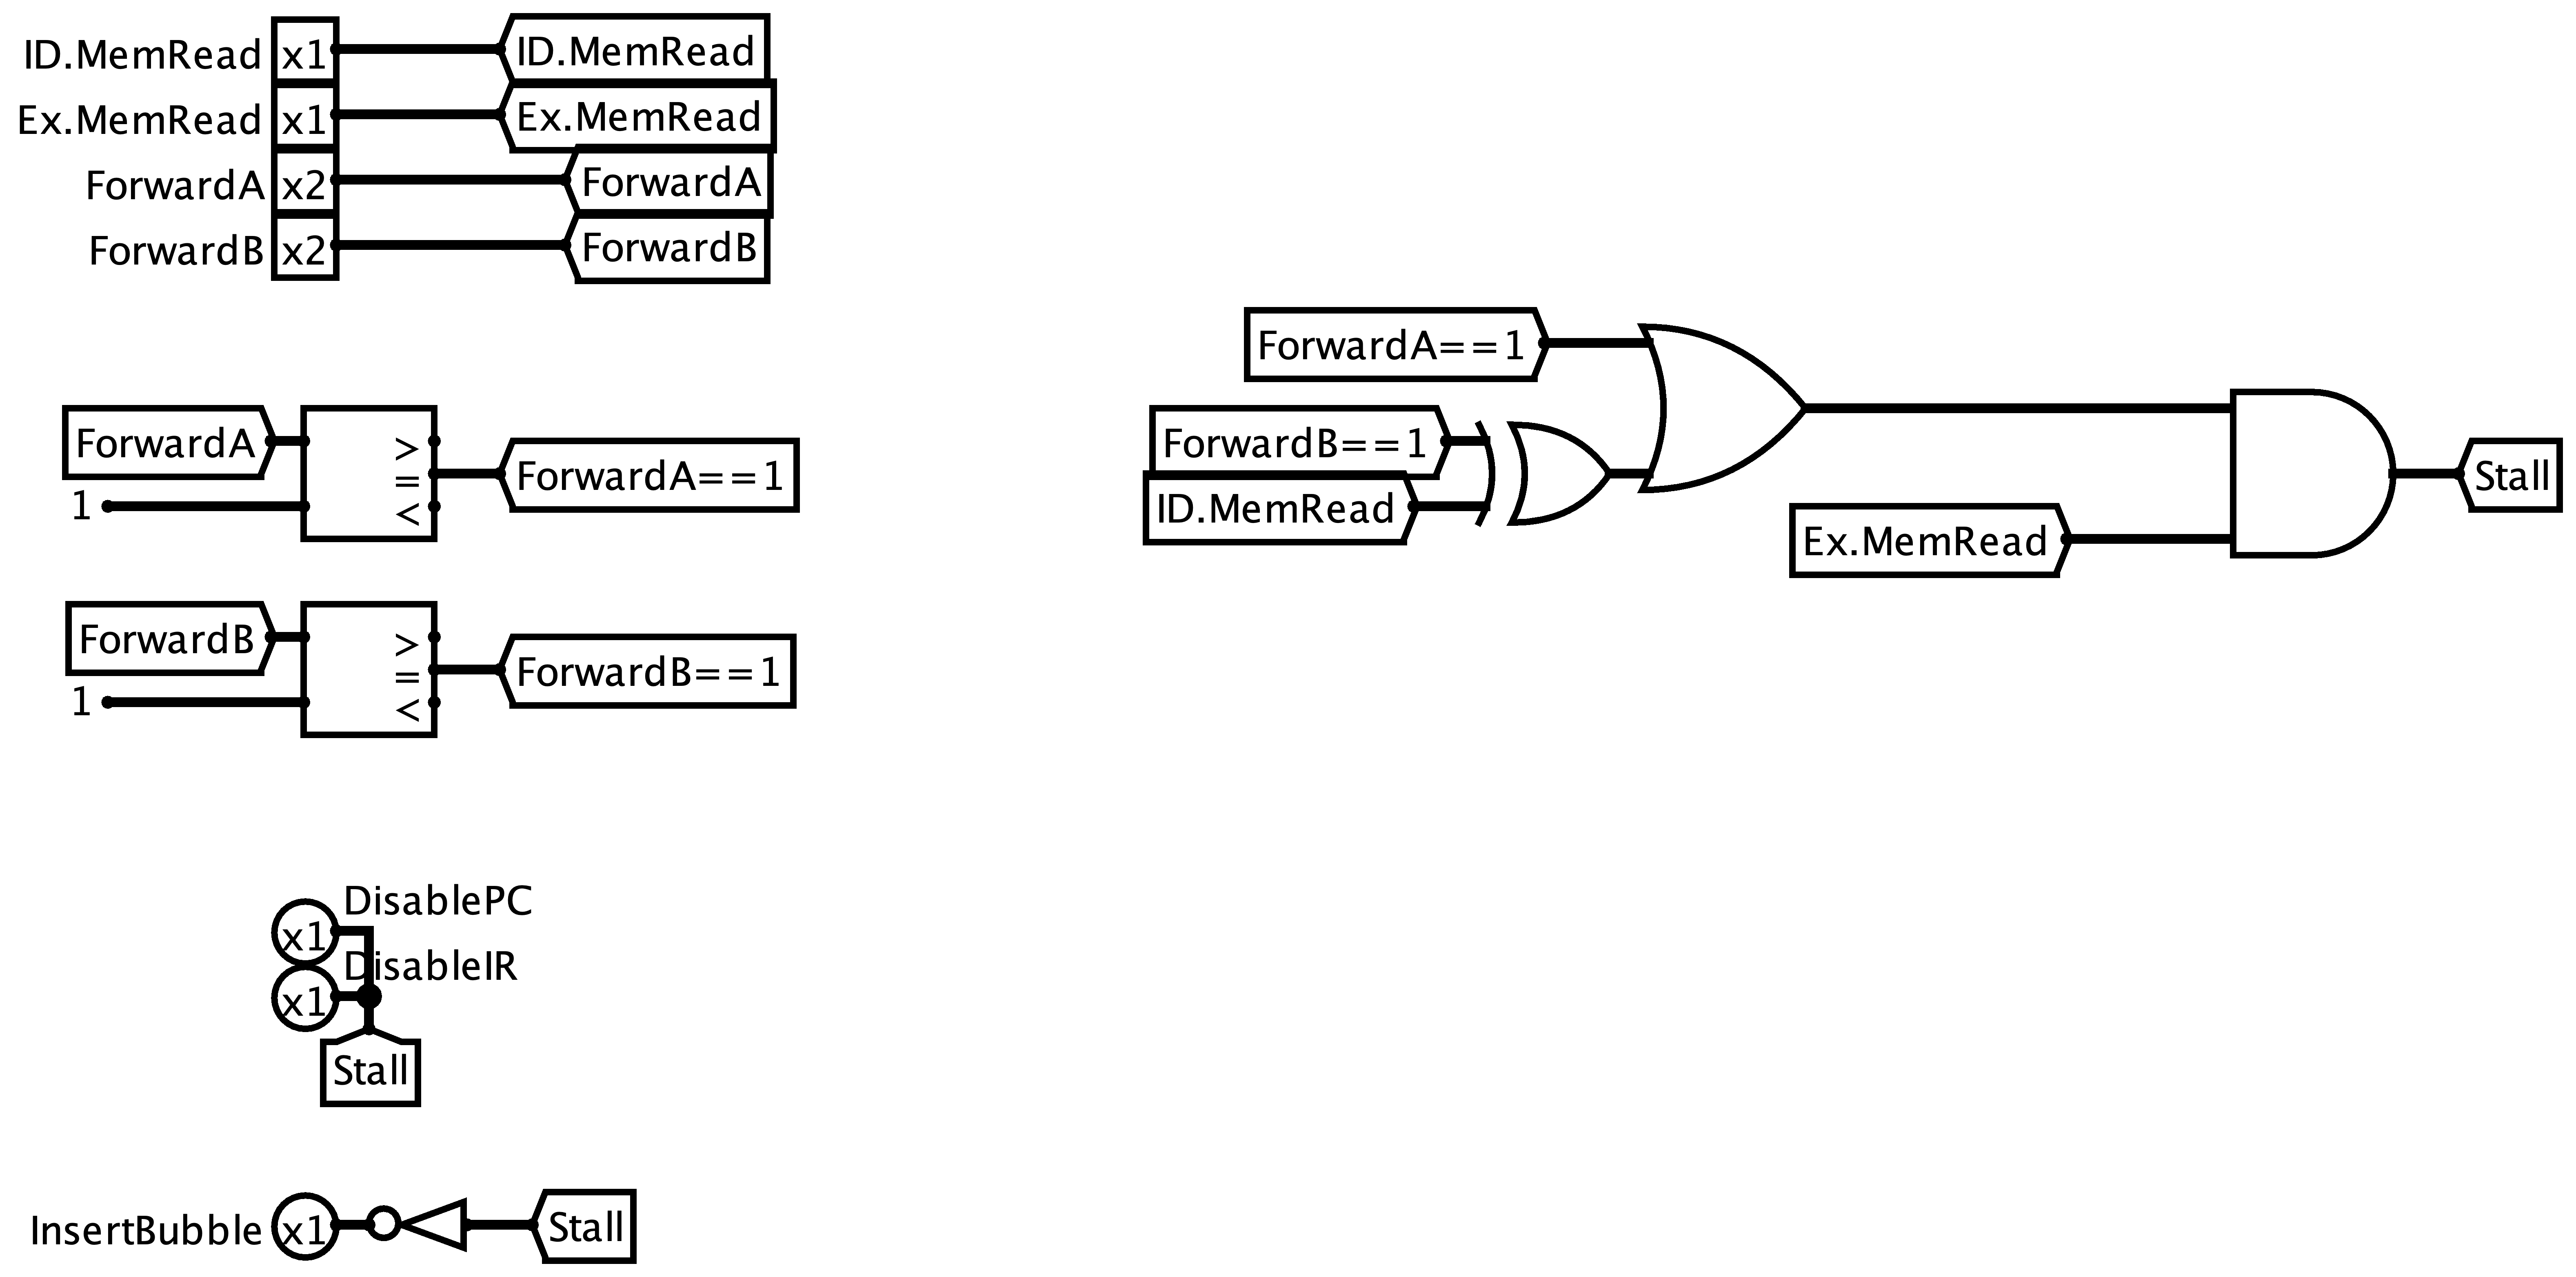 ID.MemRead x1 ID.MemRead
Ex.MemRead x1 Ex.MemRead
ForwardA x2 ForwardA
ForwardB x2 ForwardB
ForwardA > = < ForwardA==1
1
ForwardB > = < ForwardB==1
1
ForwardA==1
ForwardB==1
ID.MemRead
Ex.MemRead
Stall
DisablePC
x1
DisableIR
x1
Stall
InsertBubble x1 Stall